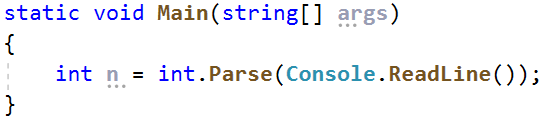 static void Main(string[] args)
{
    int n = int.Parse(Console.ReadLine());
}